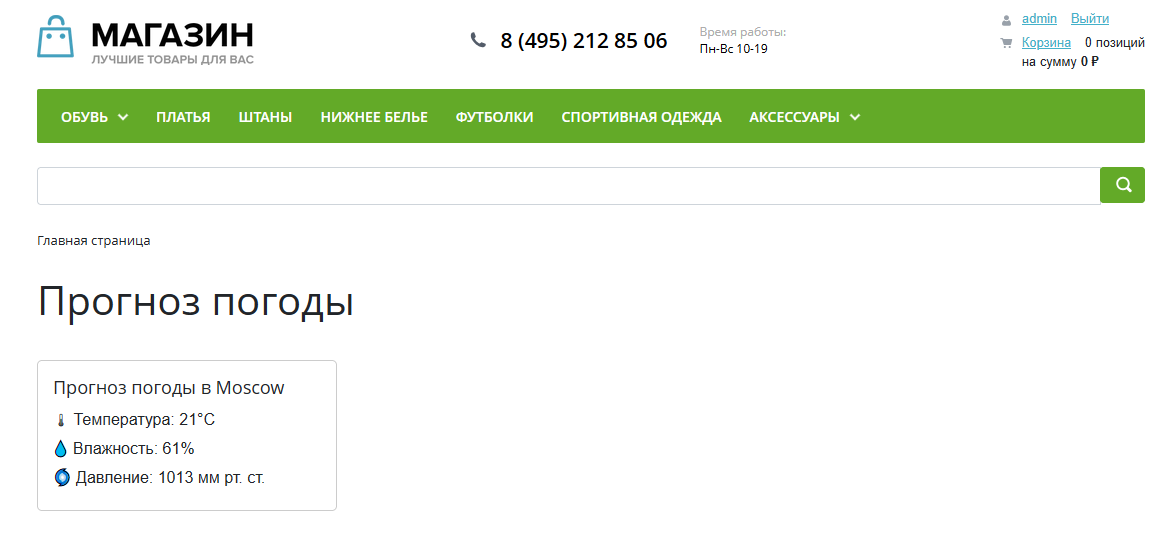 МАГАЗИН
ЛУЧШИЕ ТОВАРЫ ДЛЯ ВАС
8 (495) 212 85 06
Время работы:
Пн-Вс 10-19
admin Выйти
Корзина 0 позиций
на сумму 0 ₽
ОБУВЬ ПЛАТЬЯ ШТАНЫ НИЖНЕЕ БЕЛЬЕ ФУТБОЛКИ СПОРТИВНАЯ ОДЕЖДА АКСЕССУАРЫ
Главная страница
Прогноз погоды
Прогноз погоды в Moscow
Температура: 21°C
Влажность: 61%
Давление: 1013 мм рт. ст.